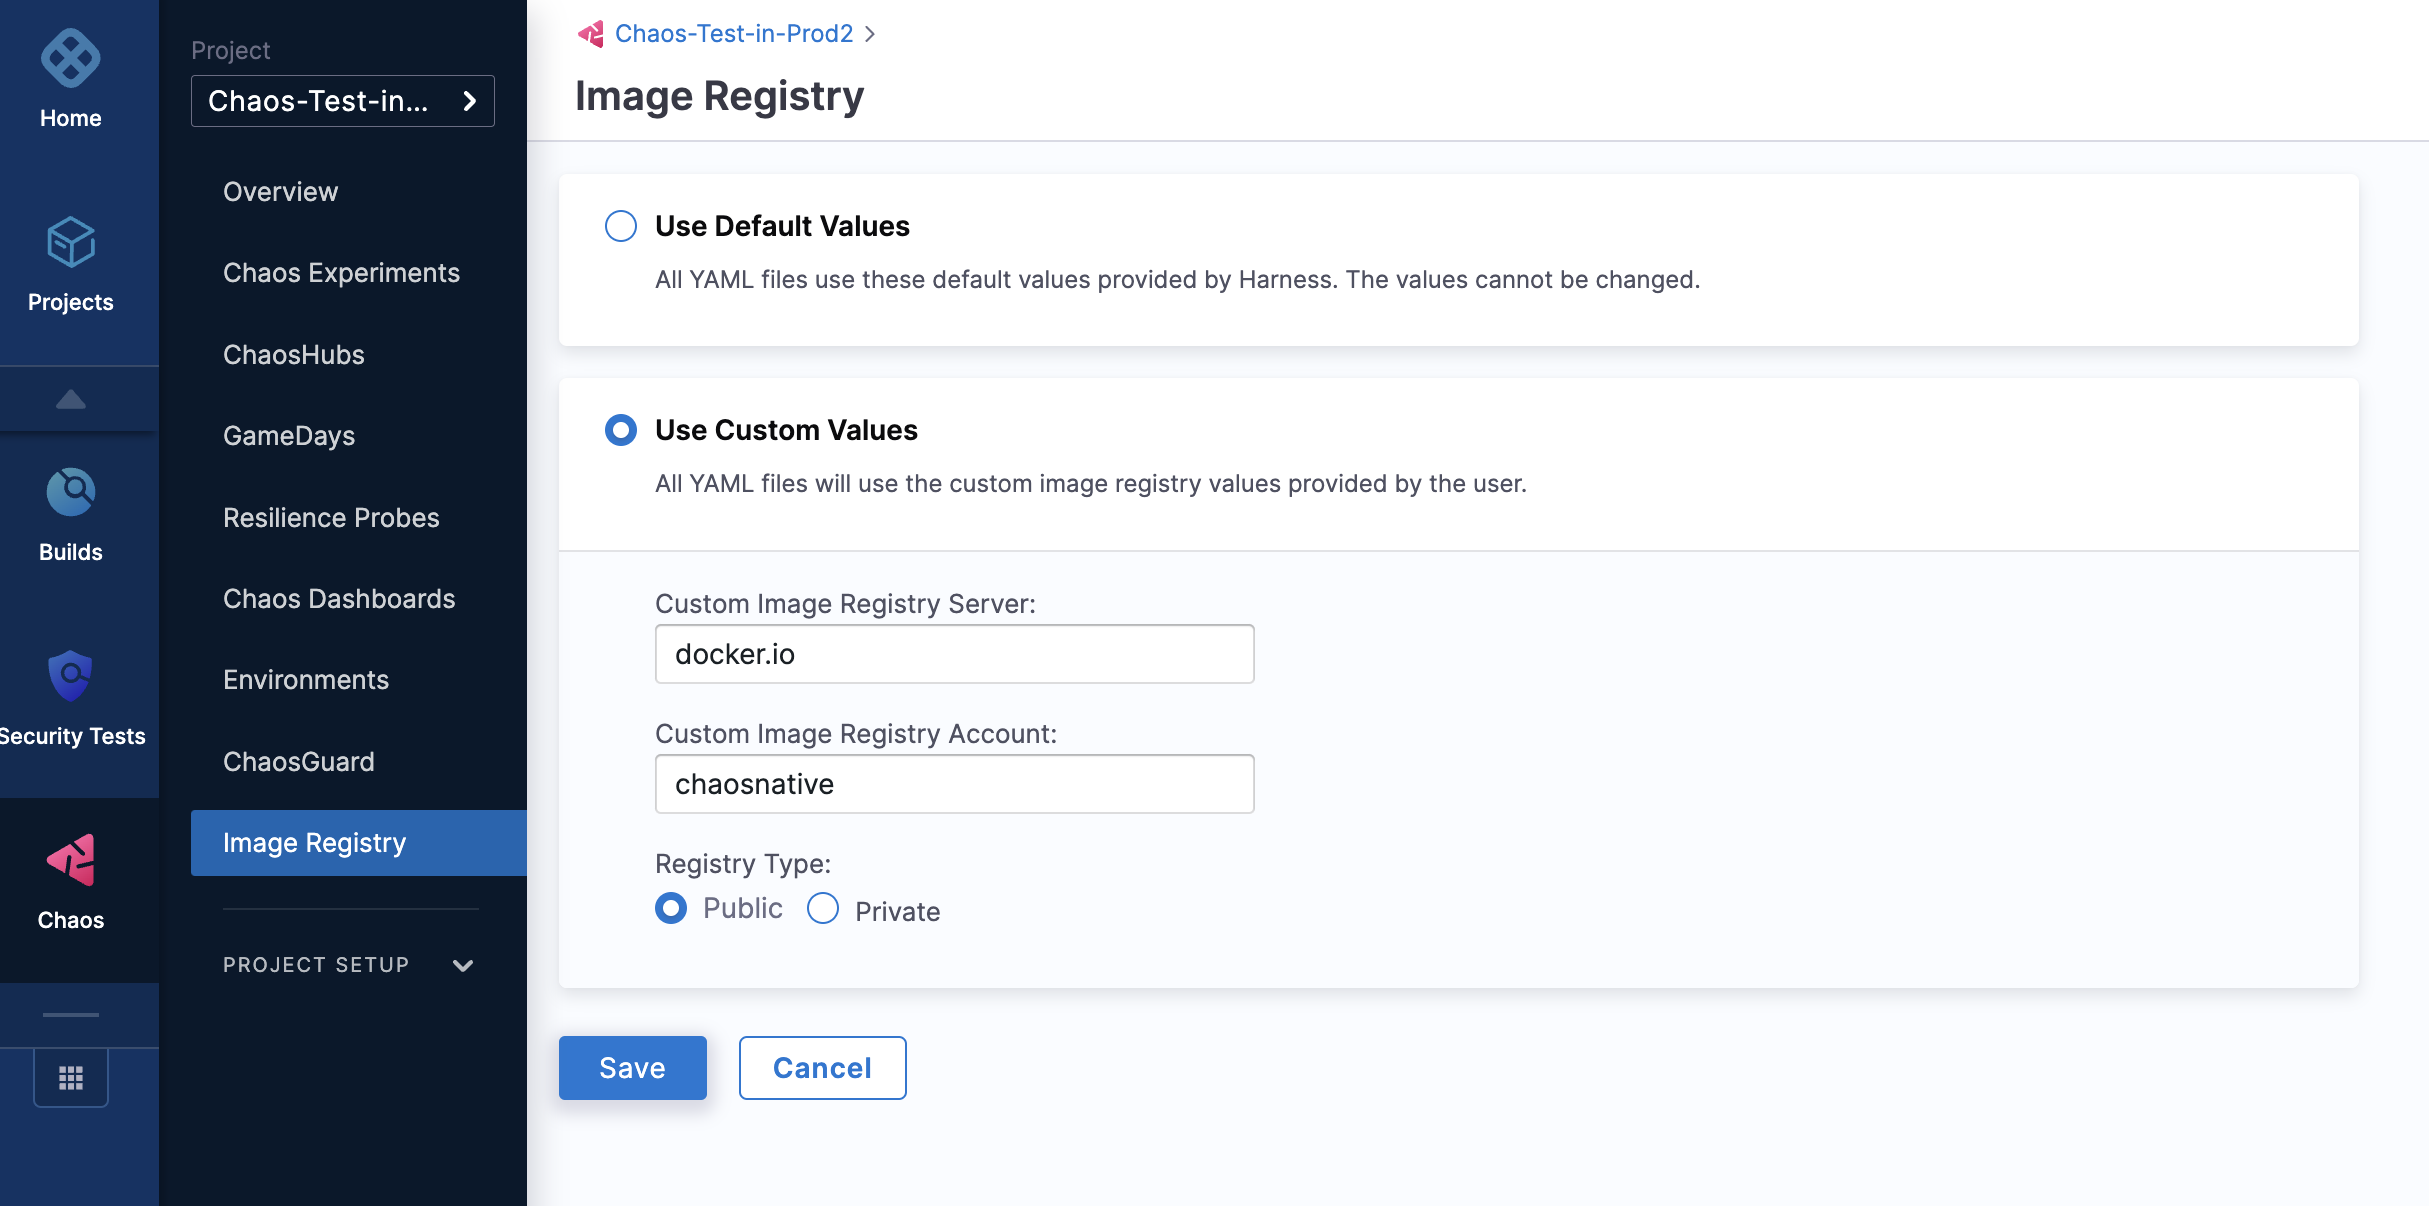 Home
Projects
Builds
Security Tests
Chaos
Project
Chaos-Test-in...
Overview
Chaos Experiments
ChaosHubs
GameDays
Resilience Probes
Chaos Dashboards
Environments
ChaosGuard
Image Registry
PROJECT SETUP
Chaos-Test-in-Prod2
Image Registry
Use Default Values
All YAML files use these default values provided by Harness. The values cannot be changed.
Use Custom Values
All YAML files will use the custom image registry values provided by the user.
Custom Image Registry Server:
docker.io
Custom Image Registry Account:
chaosnative
Registry Type:
Public Private
Save Cancel